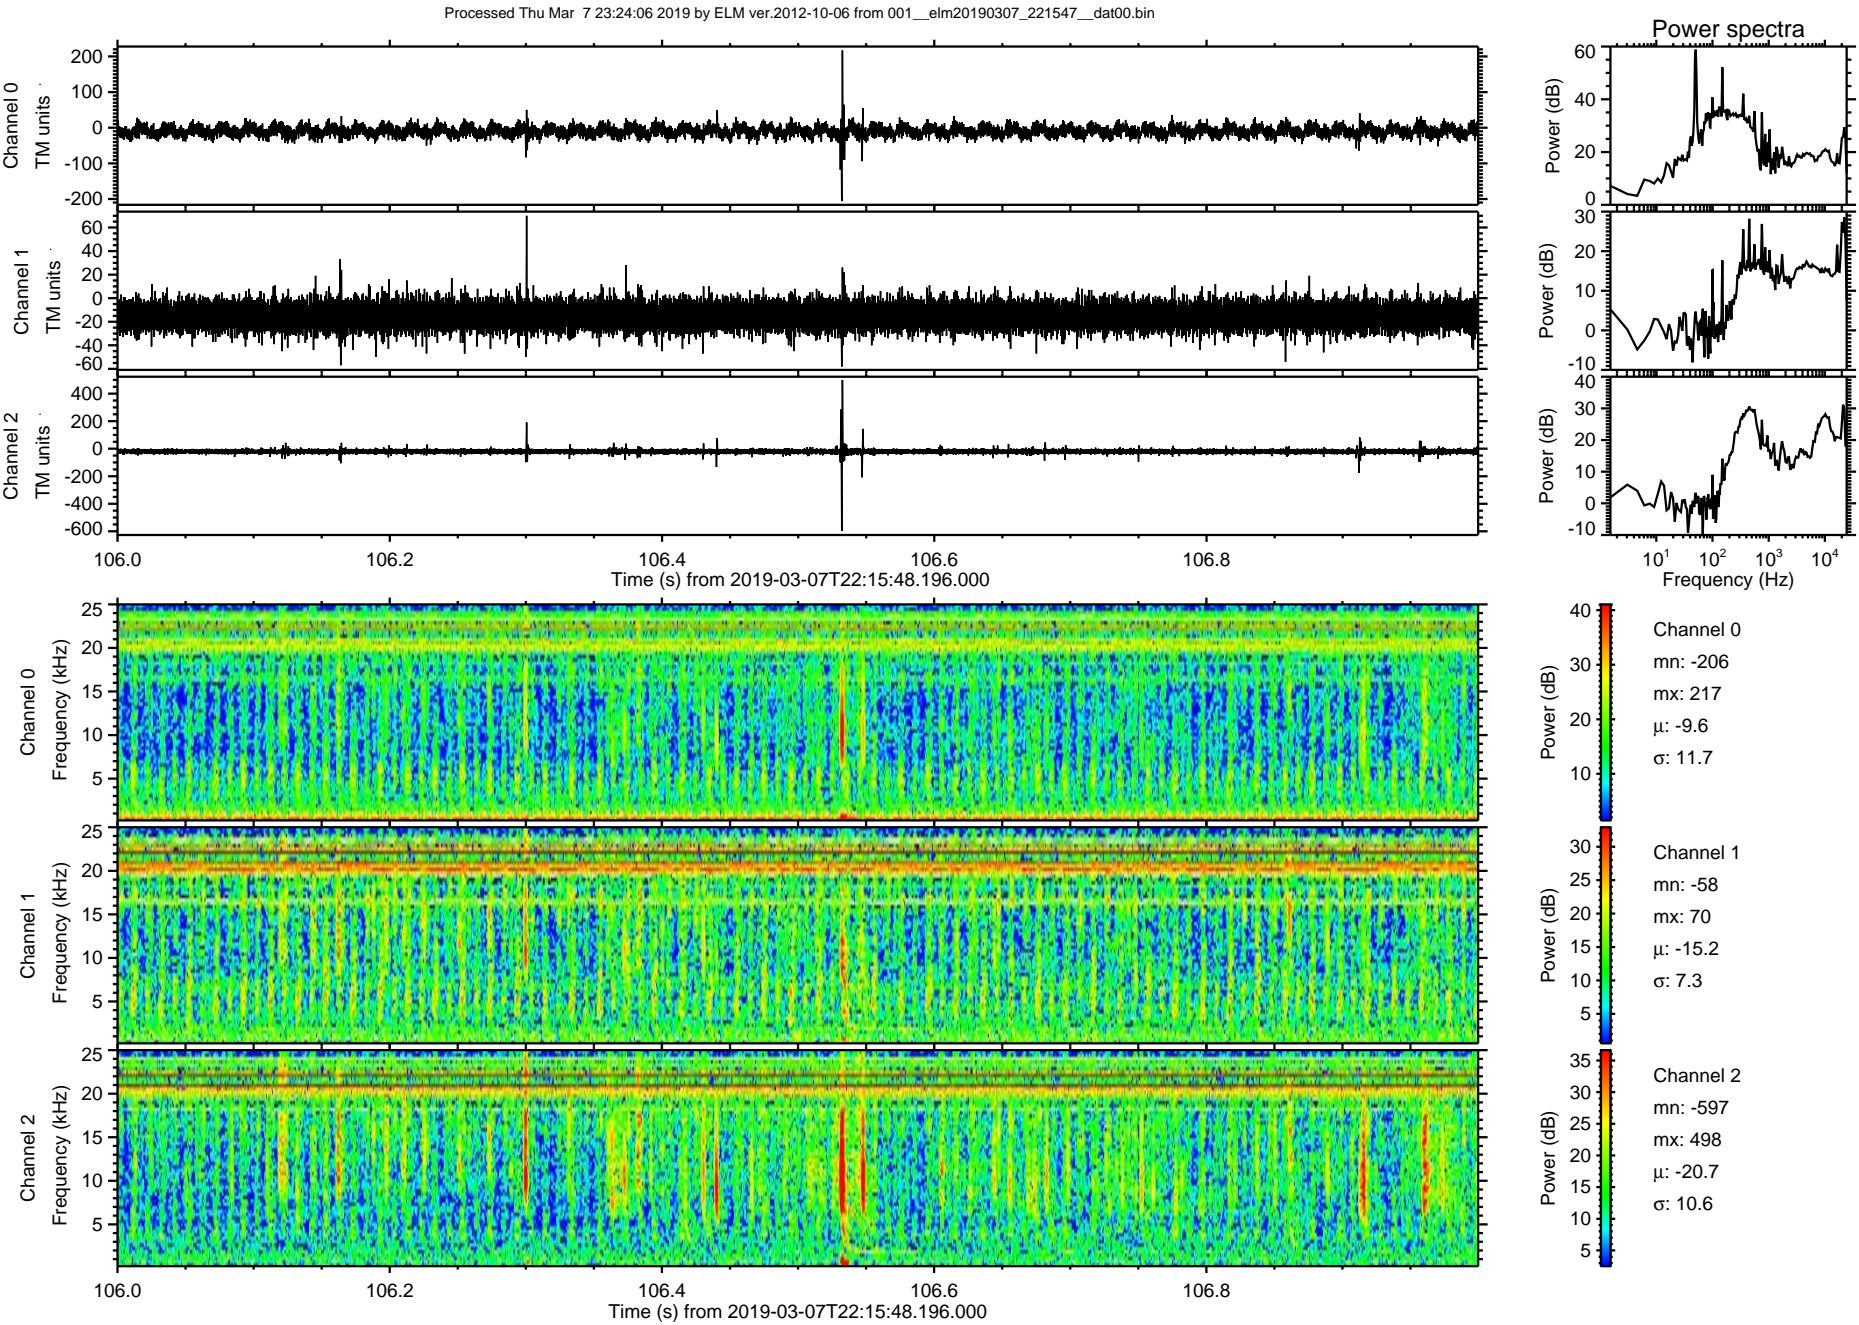 Processed Thu Mar  7 23:24:06 2019 by ELM ver.2012-10-06 from 001__elm20190307_221547__dat00.bin
Power spectra
Channel 0
TM units
200
100
0
-100
-200
Power (dB)
60
40
20
0
Channel 1
TM units
60
40
20
0
-20
-40
-60
Power (dB)
30
20
10
0
-10
Channel 2
TM units
400
200
0
-200
-400
-600
Power (dB)
40
30
20
10
0
-10
106.0 106.2 106.4 106.6 106.8
Time (s) from 2019-03-07T22:15:48.196.000
10¹ 10² 10³ 10⁴
Frequency (Hz)
Channel 0
Frequency (kHz)
25
20
15
10
5
Power (dB)
40
30
20
10
Channel 0
mn: -206
mx: 217
µ: -9.6
σ: 11.7
Channel 1
Frequency (kHz)
25
20
15
10
5
Power (dB)
30
25
20
15
10
5
Channel 1
mn: -58
mx: 70
µ: -15.2
σ: 7.3
Channel 2
Frequency (kHz)
25
20
15
10
5
Power (dB)
35
30
25
20
15
10
5
Channel 2
mn: -597
mx: 498
µ: -20.7
σ: 10.6
106.0 106.2 106.4 106.6 106.8
Time (s) from 2019-03-07T22:15:48.196.000